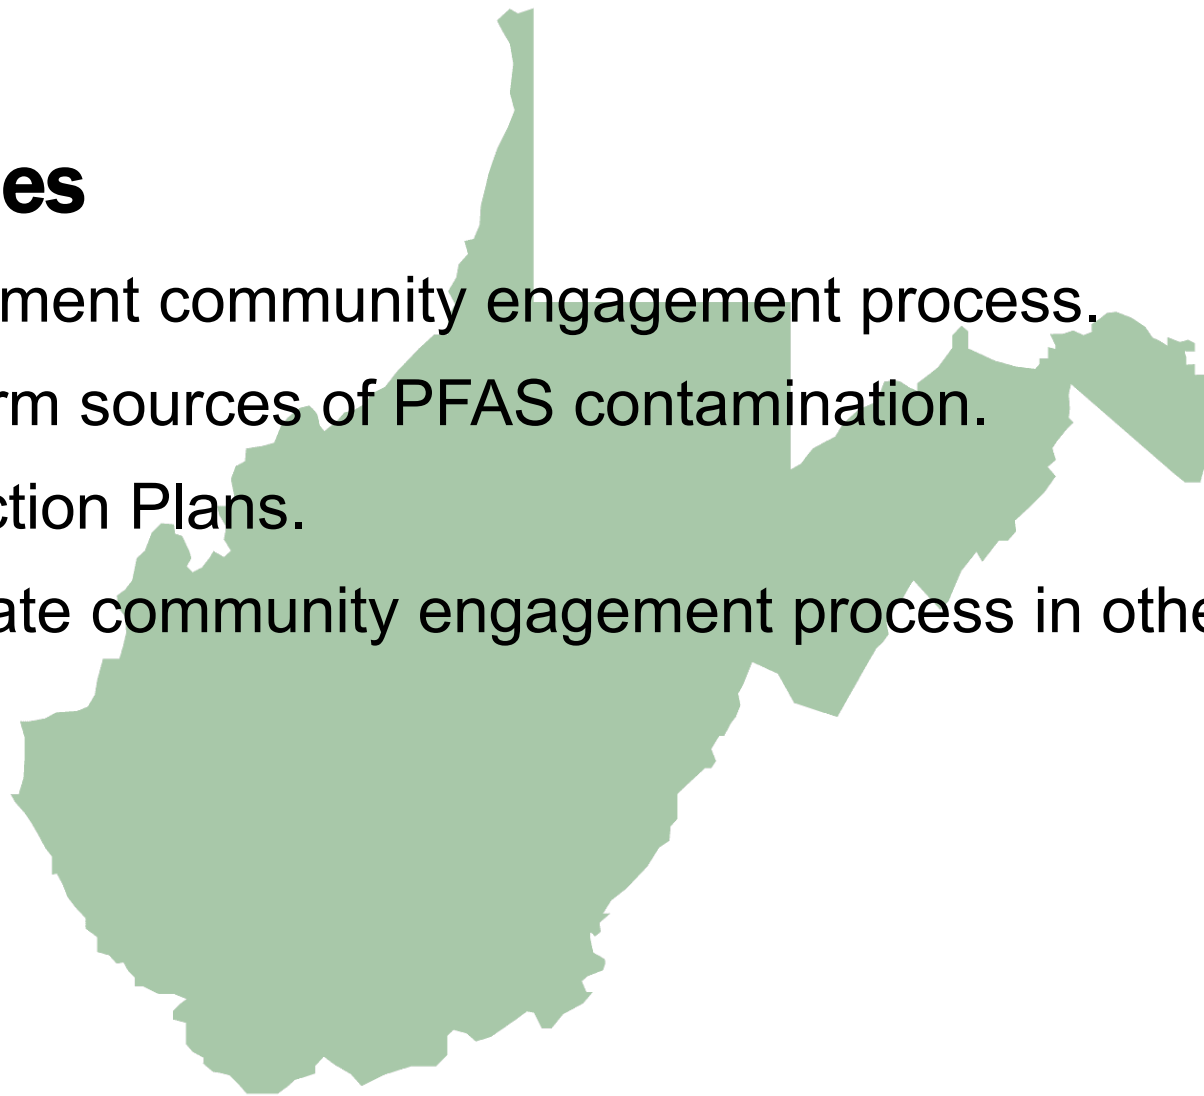 es
ment community engagement process.
rm sources of PFAS contamination.
ction Plans.
ate community engagement process in othe